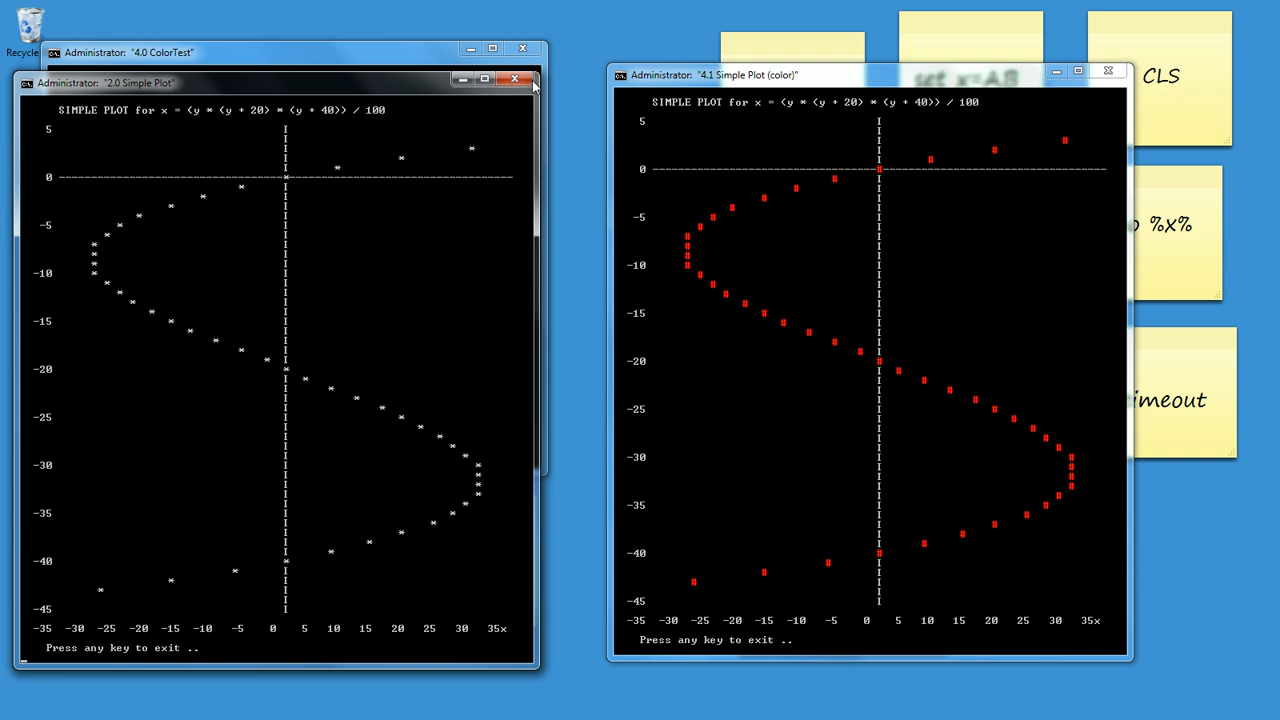 Recycle
Administrator: "4.0 ColorTest"
Administrator: "2.0 Simple Plot"
SIMPLE PLOT for x = (y * (y + 20) * (y + 40)) / 100
5
0
-5
-10
-15
-20
-25
-30
-35
-40
-45
-35 -30 -25 -20 -15 -10 -5 0 5 10 15 20 25 30 35x
Press any key to exit ..
Administrator: "4.1 Simple Plot (color)"
SIMPLE PLOT for x = (y * (y + 20) * (y + 40)) / 100
5
0
-5
-10
-15
-20
-25
-30
-35
-40
-45
-35 -30 -25 -20 -15 -10 -5 0 5 10 15 20 25 30 35x
Press any key to exit ..
set x=AB
CLS
%x%
timeout